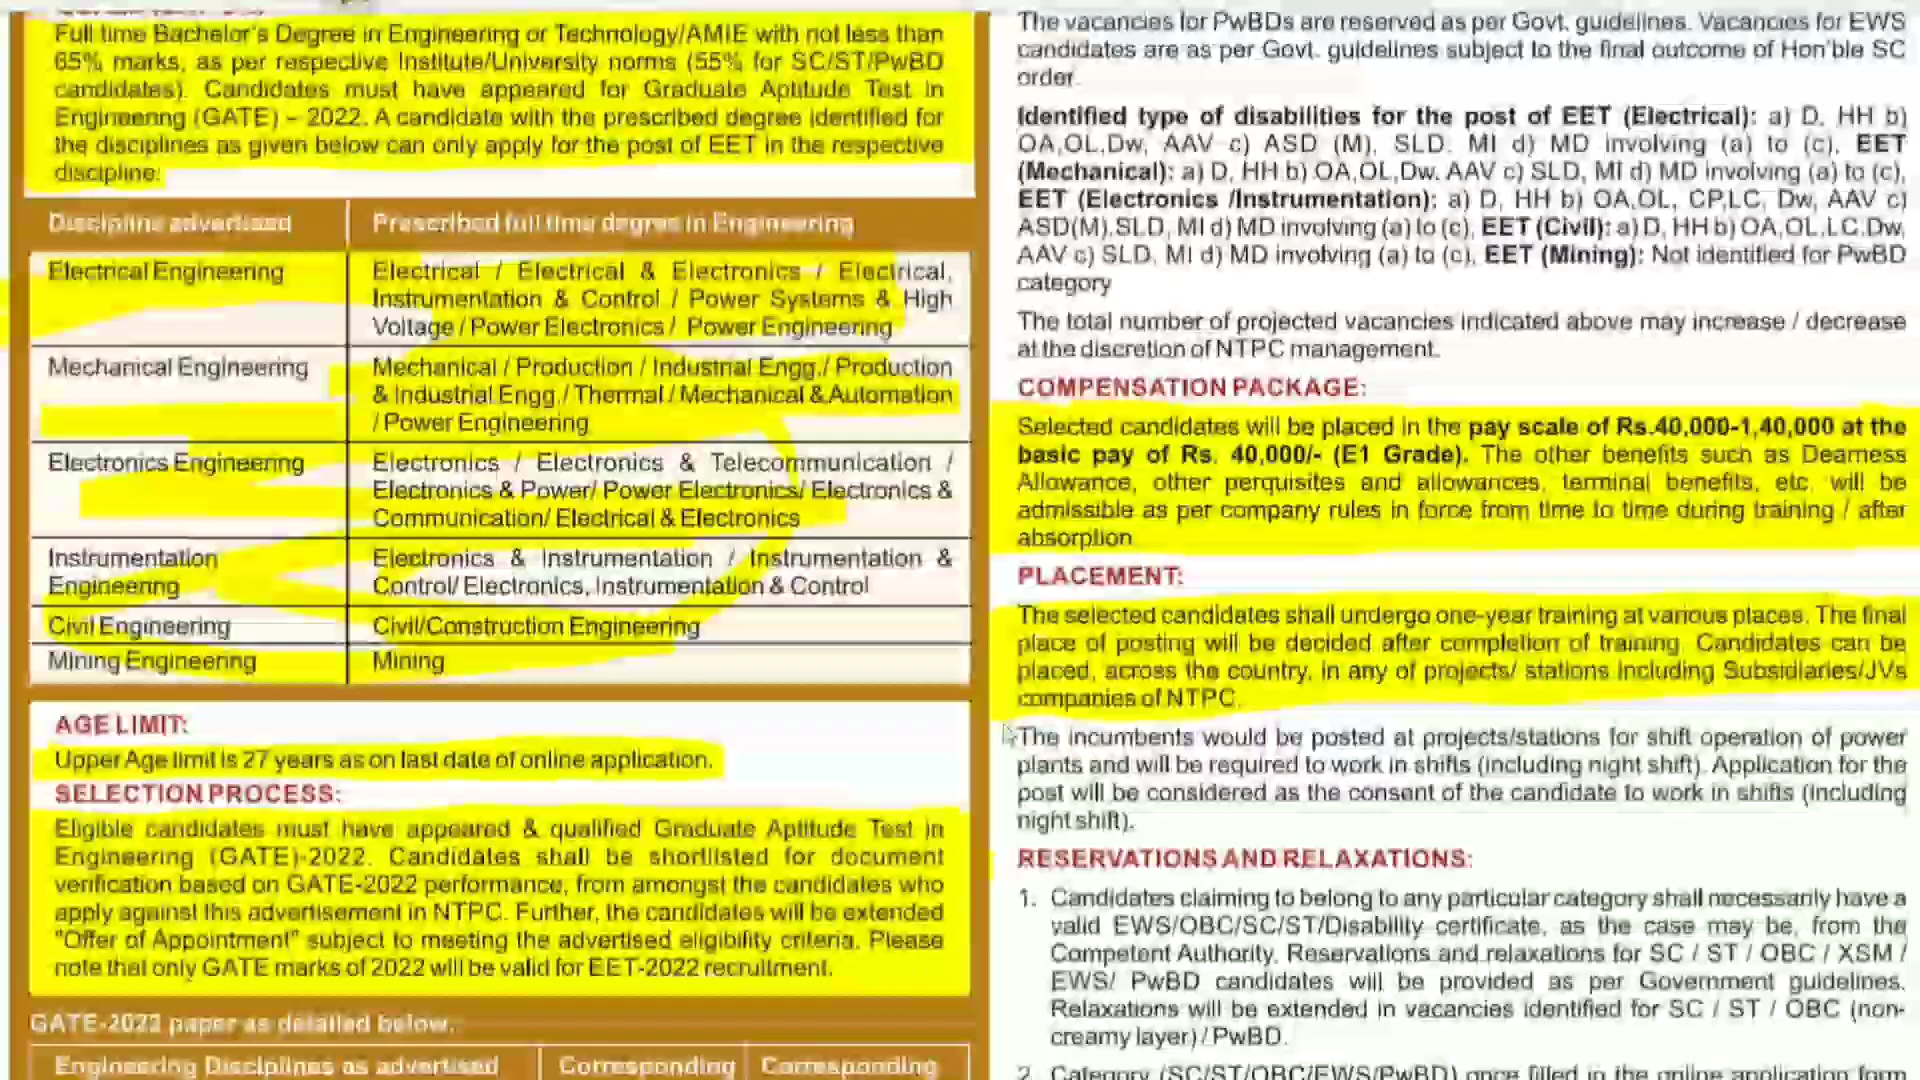 Full time Bachelor's Degree in Engineering or Technology/AMIE with not less than
65% marks, as per respective Institute/University norms (55% for SC/ST/PwBD
candidates). Candidates must have appeared for Graduate Aptitude Test in
Engineering (GATE) – 2022. A candidate with the prescribed degree identified for
the disciplines as given below can only apply for the post of EET in the respective
discipline:
Discipline advertised
Prescribed full time degree in Engineering
Electrical Engineering
Electrical / Electrical & Electronics / Electrical,
Instrumentation & Control / Power Systems & High
Voltage / Power Electronics / Power Engineering
Mechanical Engineering
Mechanical / Production / Industrial Engg./ Production
& Industrial Engg./ Thermal / Mechanical & Automation
/ Power Engineering
Electronics Engineering
Electronics / Electronics & Telecommunication /
Electronics & Power/ Power Electronics/ Electronics &
Communication/ Electrical & Electronics
Instrumentation
Engineering
Electronics & Instrumentation / Instrumentation &
Control/ Electronics, Instrumentation & Control
Civil Engineering
Civil/Construction Engineering
Mining Engineering
Mining
AGE LIMIT:
Upper Age limit is 27 years as on last date of online application.
SELECTION PROCESS:
Eligible candidates must have appeared & qualified Graduate Aptitude Test in
Engineering (GATE)-2022. Candidates shall be shortlisted for document
verification based on GATE-2022 performance, from amongst the candidates who
apply against this advertisement in NTPC. Further, the candidates will be extended
"Offer of Appointment" subject to meeting the advertised eligibility criteria. Please
note that only GATE marks of 2022 will be valid for EET-2022 recruitment.
GATE-2022 paper as detailed below:
Engineering Disciplines as advertised
Corresponding
Corresponding
The vacancies for PwBDs are reserved as per Govt. guidelines. Vacancies for EWS
candidates are as per Govt. guidelines subject to the final outcome of Hon'ble SC
order.
Identified type of disabilities for the post of EET (Electrical): a) D, HH b)
OA,OL,Dw, AAV c) ASD (M), SLD, MI d) MD involving (a) to (c), EET
(Mechanical): a) D, HH b) OA,OL,Dw, AAV c) SLD, MI d) MD involving (a) to (c),
EET (Electronics /Instrumentation): a) D, HH b) OA,OL, CP,LC, Dw, AAV c)
ASD(M),SLD, MI d) MD involving (a) to (c), EET (Civil): a) D, HH b) OA,OL,LC,Dw,
AAV c) SLD, MI d) MD involving (a) to (c), EET (Mining): Not identified for PwBD
category
The total number of projected vacancies indicated above may increase / decrease
at the discretion of NTPC management.
COMPENSATION PACKAGE:
Selected candidates will be placed in the pay scale of Rs.40,000-1,40,000 at the
basic pay of Rs. 40,000/- (E1 Grade). The other benefits such as Dearness
Allowance, other perquisites and allowances, terminal benefits, etc. will be
admissible as per company rules in force from time to time during training / after
absorption
PLACEMENT:
The selected candidates shall undergo one-year training at various places. The final
place of posting will be decided after completion of training. Candidates can be
placed, across the country, in any of projects/ stations including Subsidiaries/JVs
companies of NTPC.
The incumbents would be posted at projects/stations for shift operation of power
plants and will be required to work in shifts (including night shift). Application for the
post will be considered as the consent of the candidate to work in shifts (including
night shift).
RESERVATIONS AND RELAXATIONS:
1. Candidates claiming to belong to any particular category shall necessarily have a
valid EWS/OBC/SC/ST/Disability certificate, as the case may be, from the
Competent Authority. Reservations and relaxations for SC / ST / OBC / XSM /
EWS/ PwBD candidates will be provided as per Government guidelines.
Relaxations will be extended in vacancies identified for SC / ST / OBC (non-
creamy layer) / PwBD.
2. Category (SC/ST/OBC/EWS/PwBD) once filled in the online application form